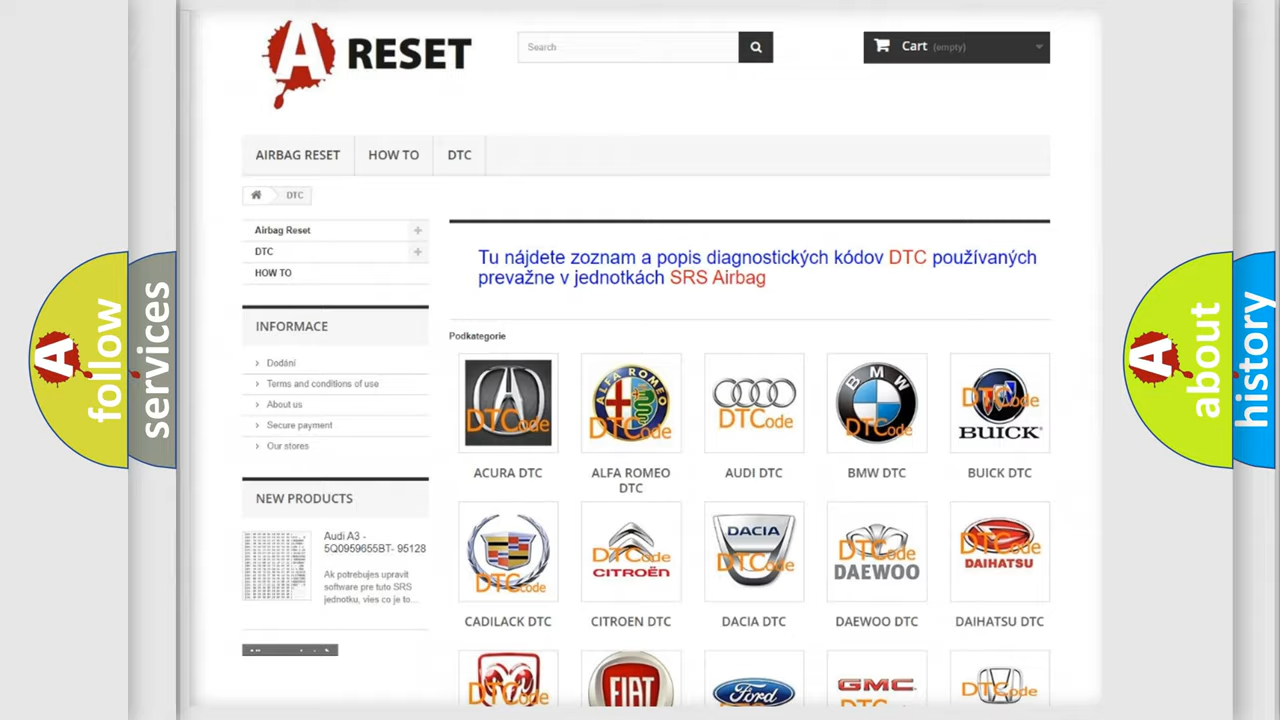 A RESET
Search
Cart (empty)
AIRBAG RESET
HOW TO
DTC
DTC
Airbag Reset
DTC
HOW TO
INFORMACE
Dodání
Terms and conditions of use
About us
Secure payment
Our stores
NEW PRODUCTS
Audi A3 -
5Q0959655BT- 95128
Ak potrebujes upravit
software pre tuto SRS
jednotku, vies co je to...
Tu nájdete zoznam a popis diagnostických kódov DTC používaných
prevažne v jednotkách SRS Airbag
Podkategorie
DTCode
ALFA ROMEO
DTCode
DTCode
BMW
DTCode
DTCode
BUICK
ACURA DTC
ALFA ROMEO
DTC
AUDI DTC
BMW DTC
BUICK DTC
DTCode
DTCode
CITROËN
DACIA
DTCode
DTCode
DAEWOO
DTCode
DAIHATSU
CADILACK DTC
CITROEN DTC
DACIA DTC
DAEWOO DTC
DAIHATSU DTC
DTCode
FIAT
Ford
GMC
DTCode
A follow
services
A about
history